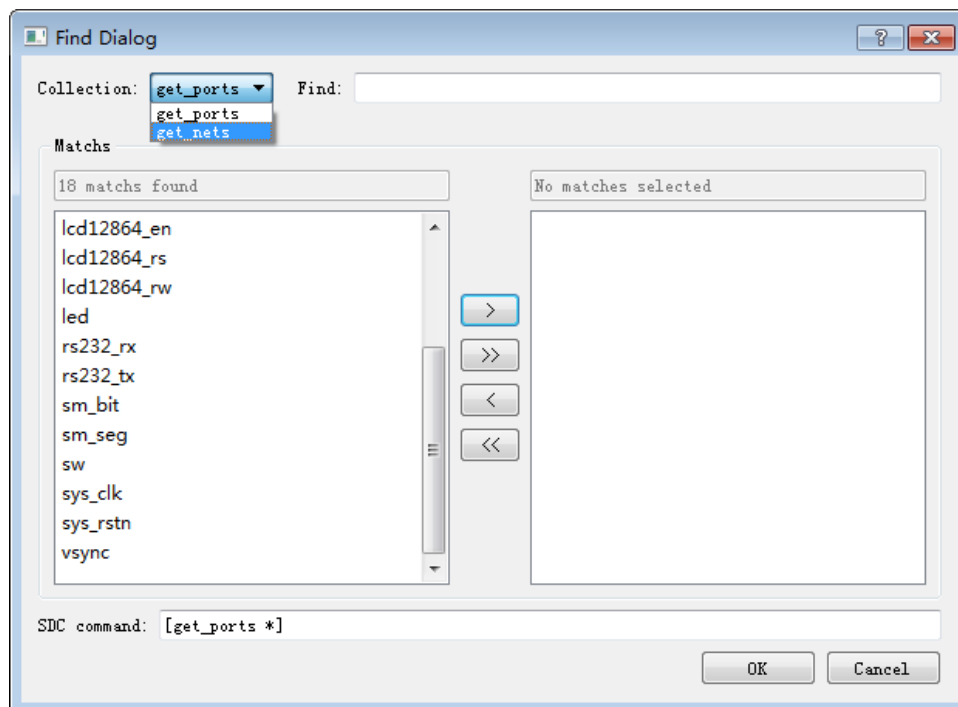 Find Dialog
Collection: get_ports Find:
get_ports
get_nets
Matchs
18 matchs found
No matches selected
lcd12864_en
lcd12864_rs
lcd12864_rw
led
rs232_rx
rs232_tx
sm_bit
sm_seg
sw
sys_clk
sys_rstn
vsync
>
>>
<
<<
SDC command: [get_ports *]
OK Cancel